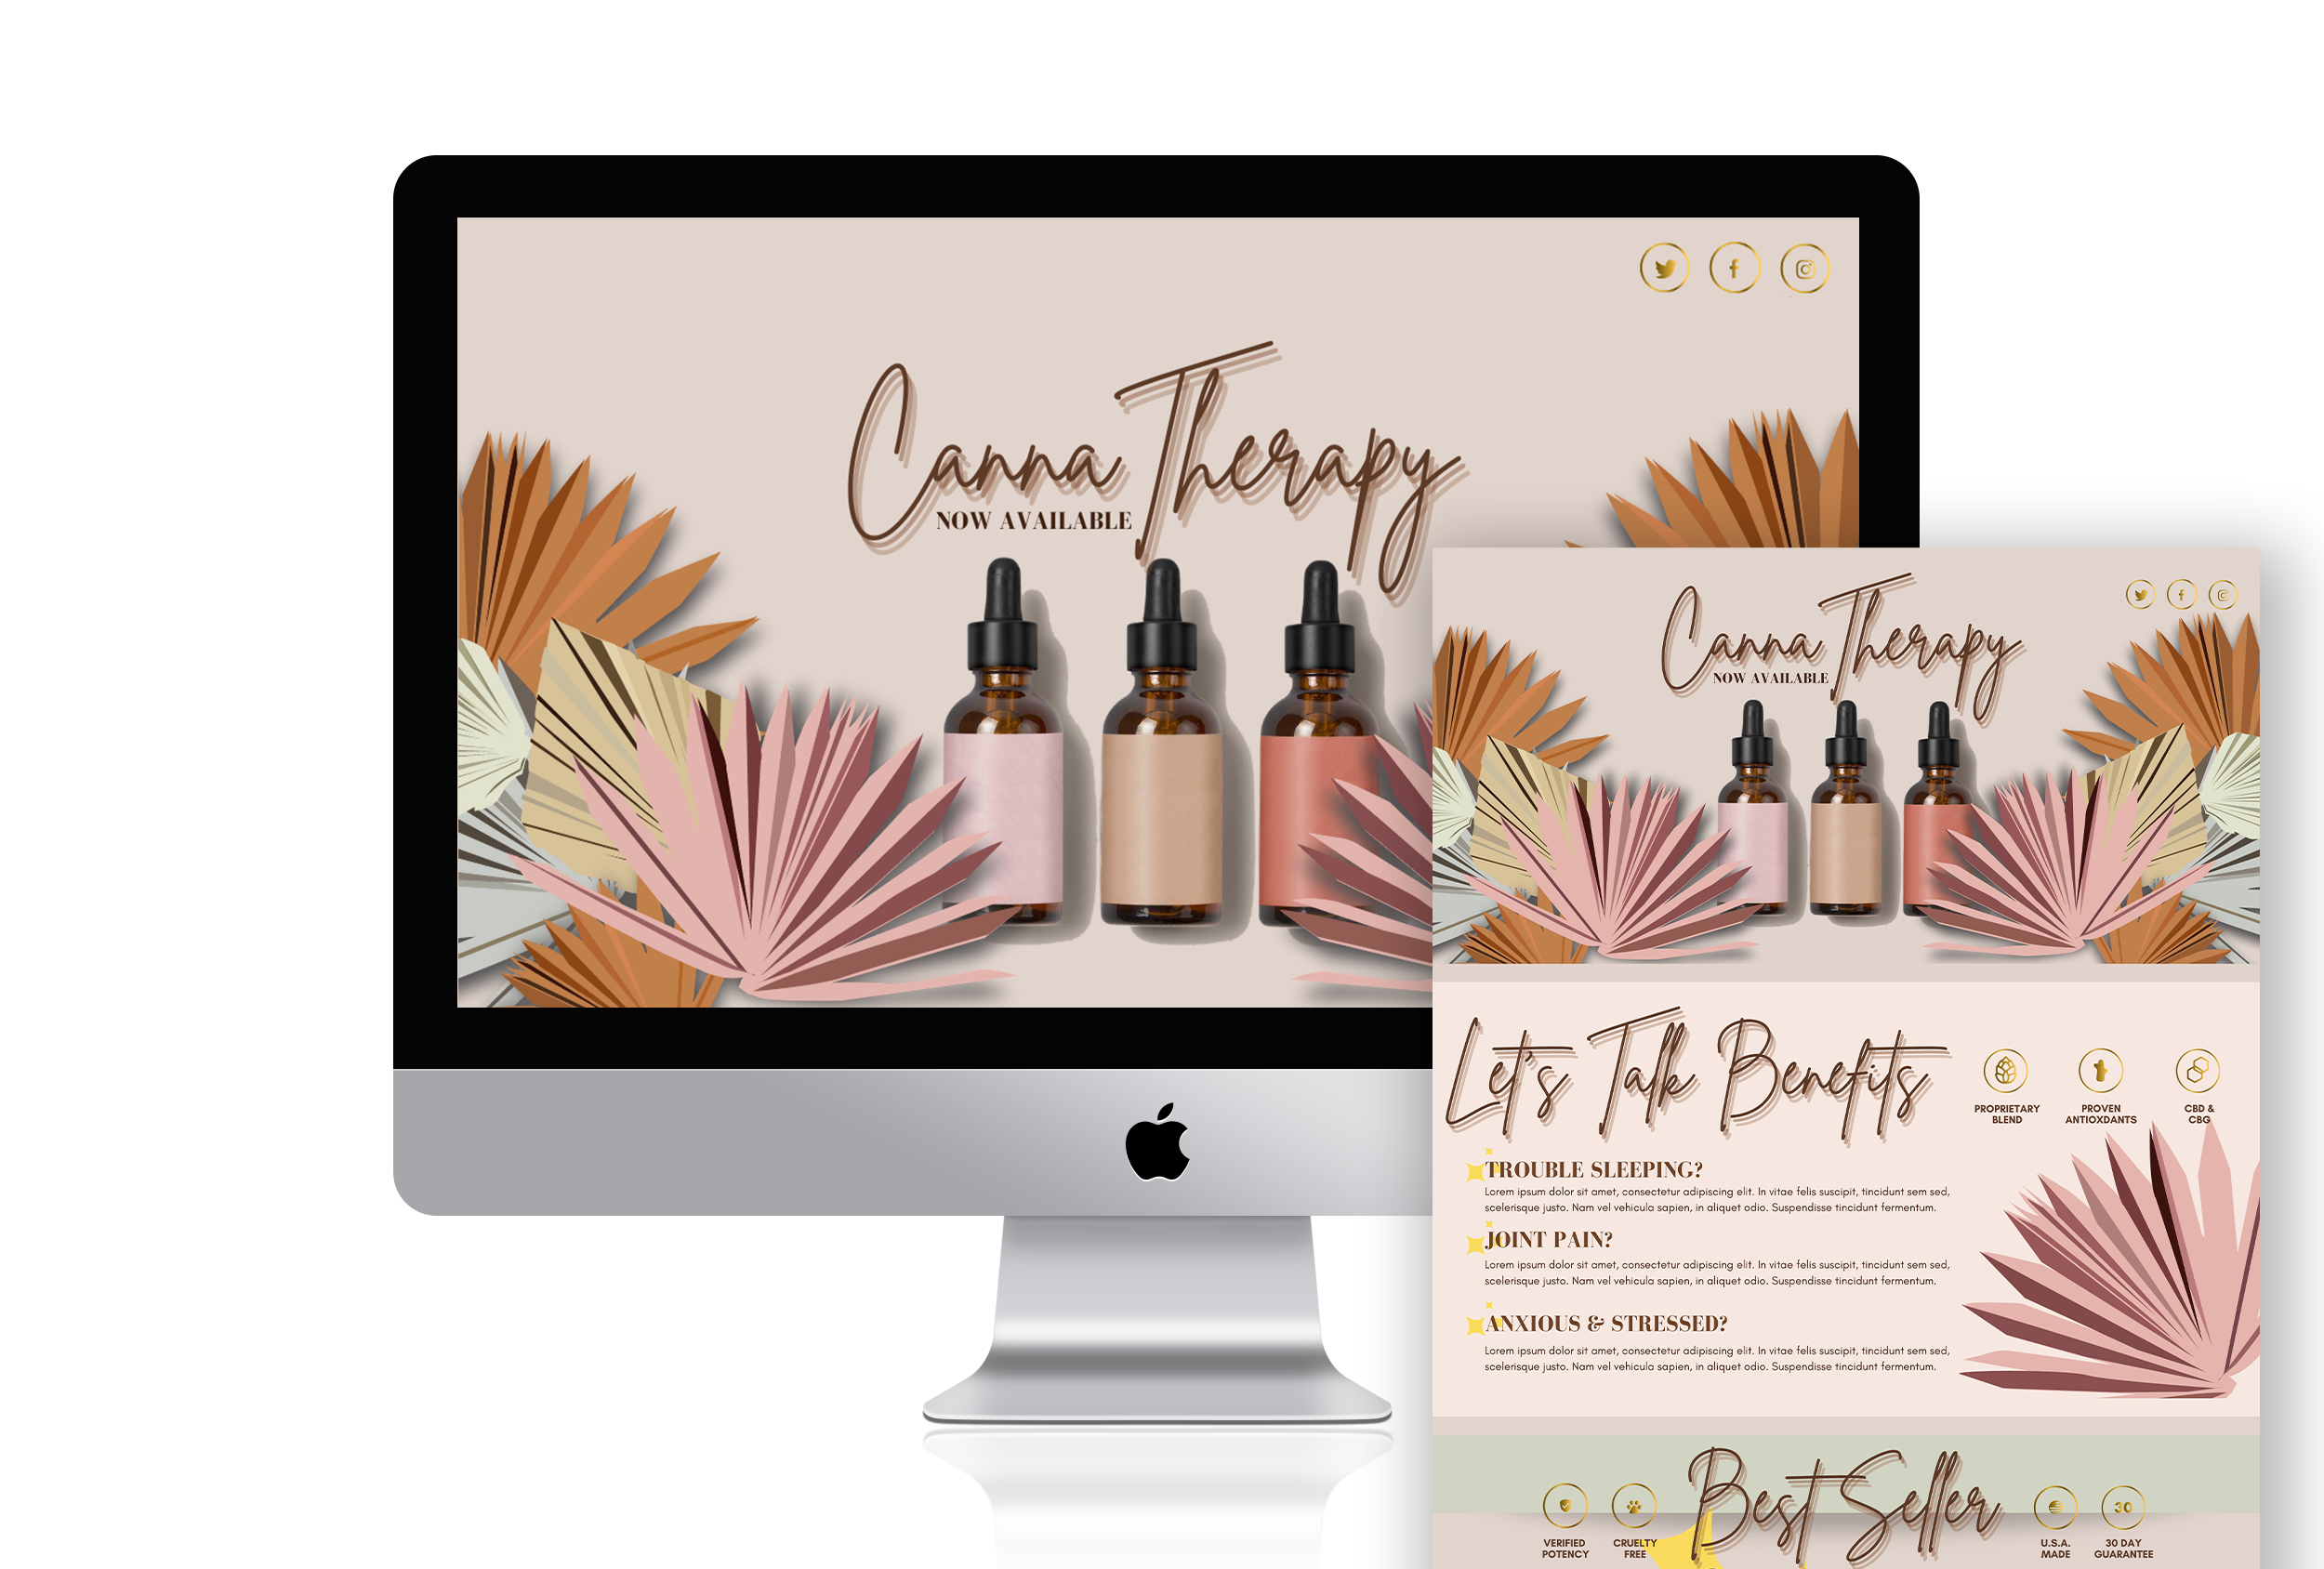 Canna Therapy
NOW AVAILABLE
Canna Therapy
NOW AVAILABLE
Let's Talk Benefits
PROPRIETARY
BLEND
PROVEN
ANTIOXDANTS
CBD &
CBG
TROUBLE SLEEPING?
Lorem ipsum dolor sit amet, consectetur adipiscing elit. In vitae felis suscipit, tincidunt sem sed,
scelerisque justo. Nam vel vehicula sapien, in aliquet odio. Suspendisse tincidunt fermentum.
JOINT PAIN?
Lorem ipsum dolor sit amet, consectetur adipiscing elit. In vitae felis suscipit, tincidunt sem sed,
scelerisque justo. Nam vel vehicula sapien, in aliquet odio. Suspendisse tincidunt fermentum.
ANXIOUS & STRESSED?
Lorem ipsum dolor sit amet, consectetur adipiscing elit. In vitae felis suscipit, tincidunt sem sed,
scelerisque justo. Nam vel vehicula sapien, in aliquet odio. Suspendisse tincidunt fermentum.
Best Seller
VERIFIED
POTENCY
CRUELTY
FREE
U.S.A.
MADE
30
30 DAY
GUARANTEE